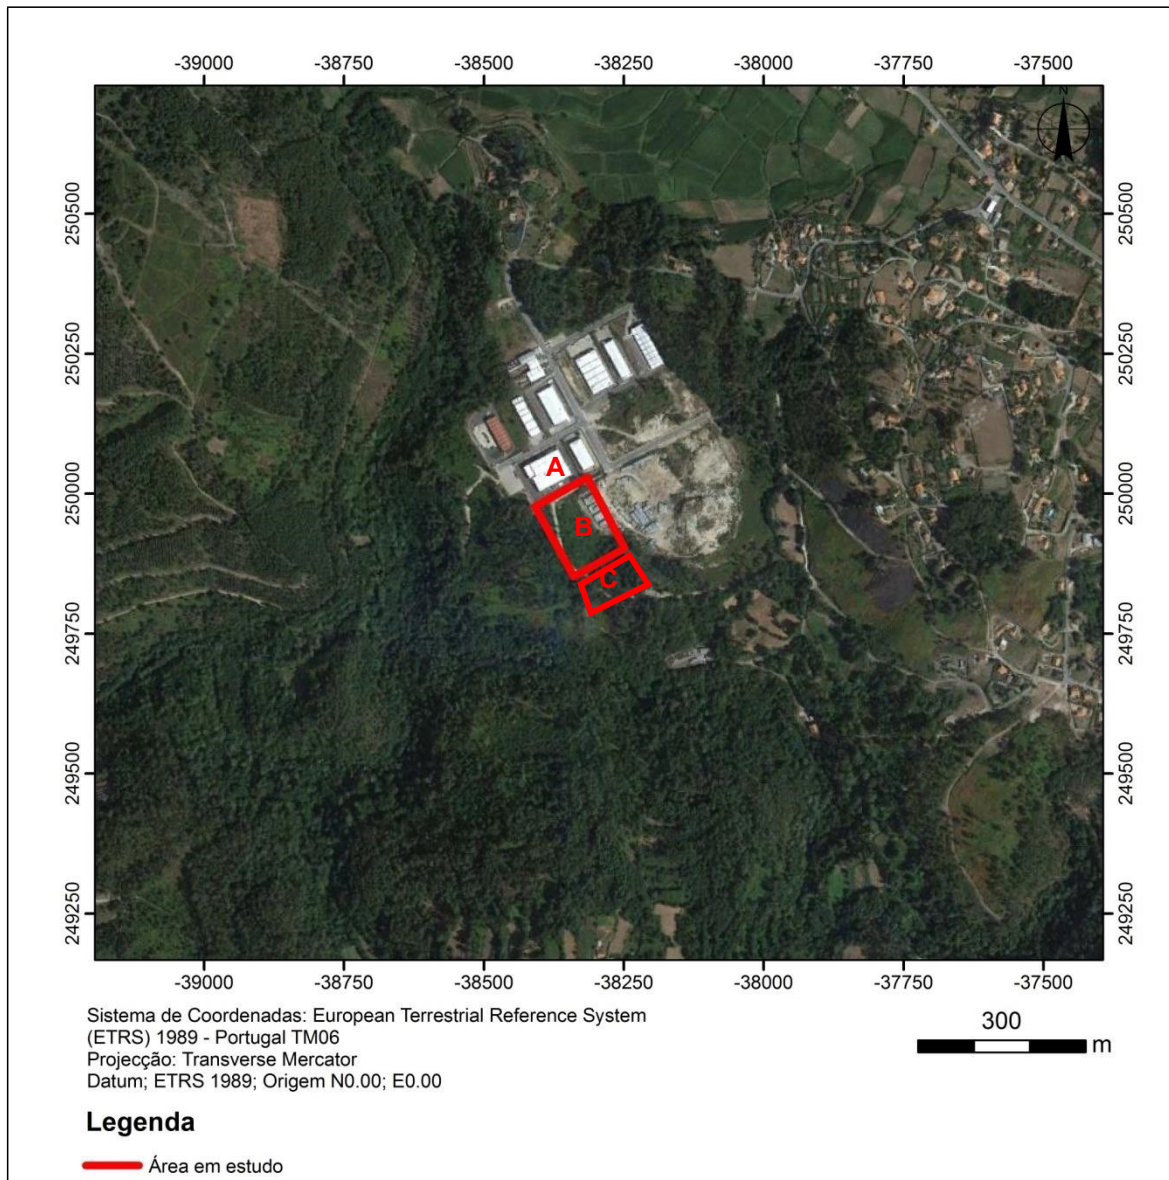 -39000 -38750 -38500 -38250 -38000 -37750 -37500
N
250500 250500
250250 250250
A
250000 250000
B
C
249750 249750
249500 249500
249250 249250
-39000 -38750 -38500 -38250 -38000 -37750 -37500
Sistema de Coordenadas: European Terrestrial Reference System
(ETRS) 1989 - Portugal TM06
Projecção: Transverse Mercator
Datum; ETRS 1989; Origem N0.00; E0.00
300
m
Legenda
Área em estudo